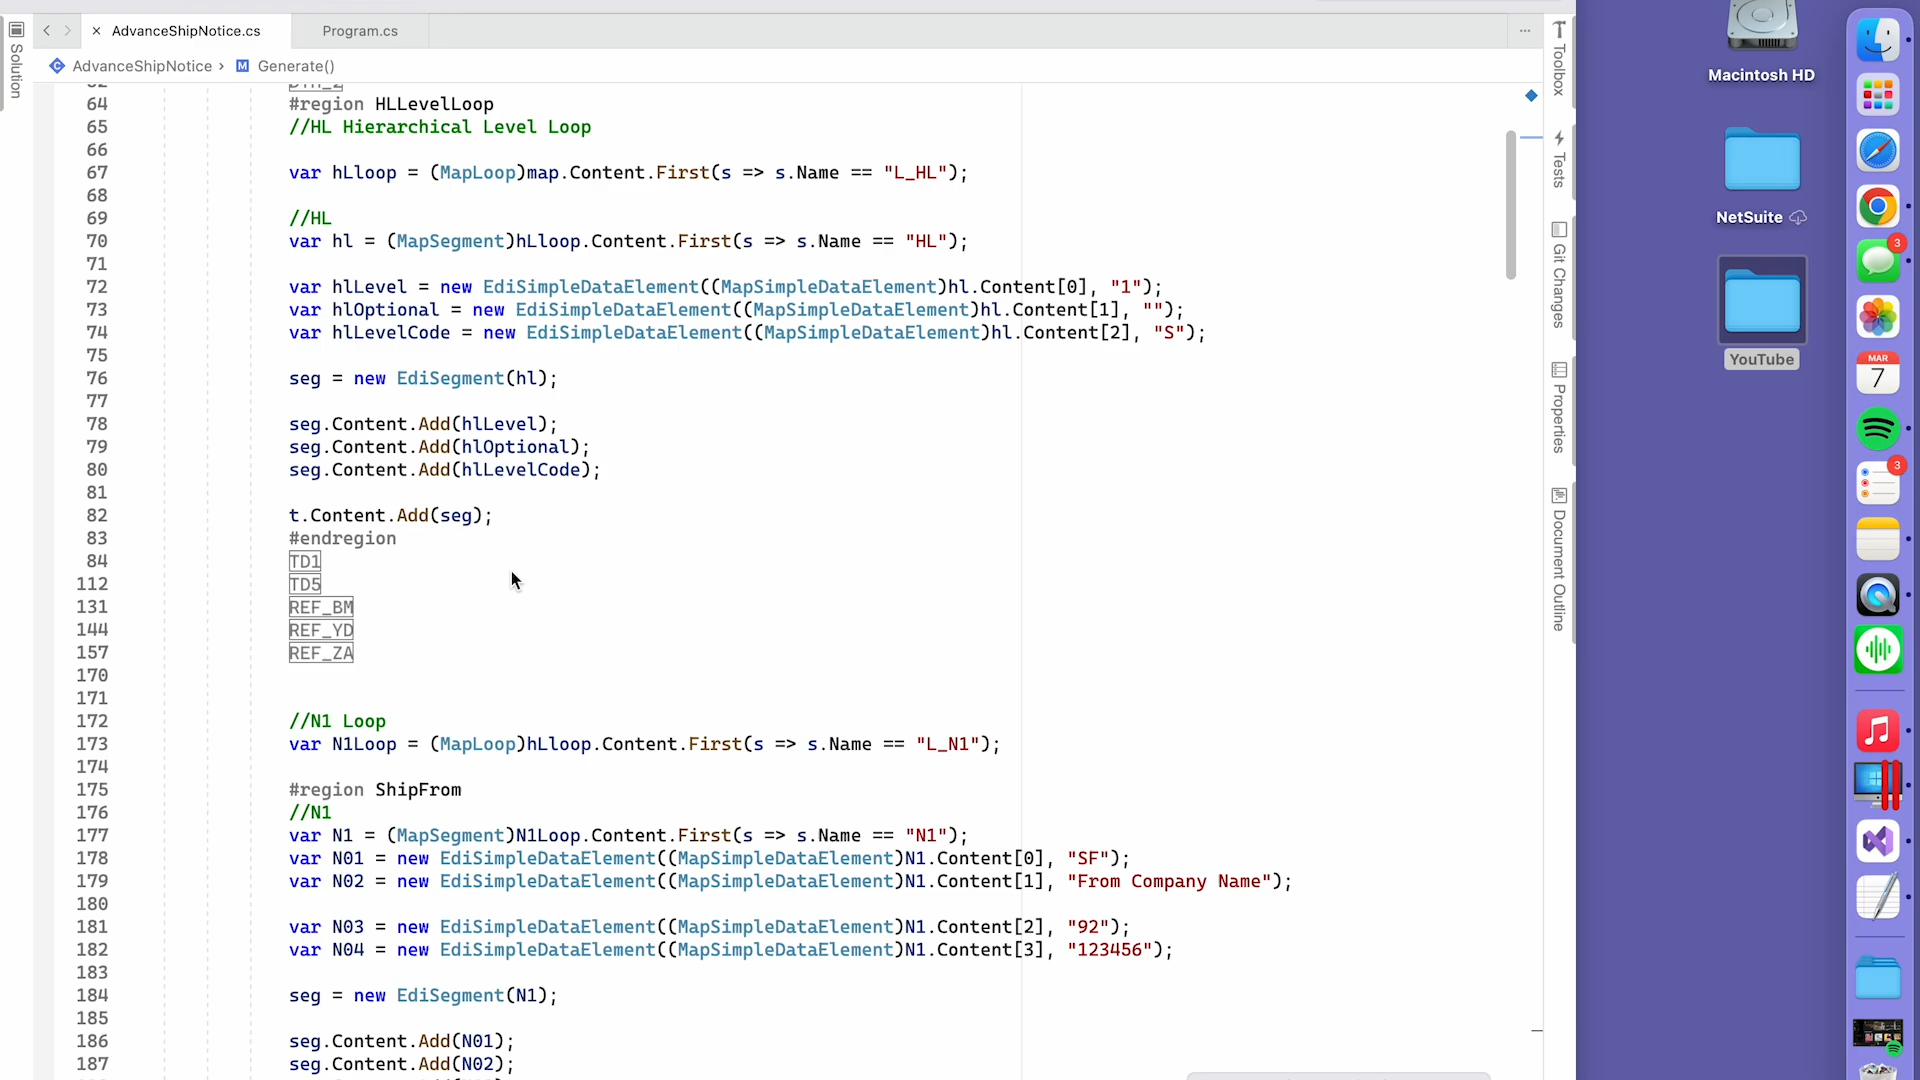 AdvanceShipNotice.cs
Program.cs
Solution
AdvanceShipNotice › M Generate()
64 #region HLLevelLoop
65 //HL Hierarchical Level Loop
66
67 var hLloop = (MapLoop)map.Content.First(s => s.Name == "L_HL");
68
69 //HL
70 var hl = (MapSegment)hLloop.Content.First(s => s.Name == "HL");
71
72 var hlLevel = new EdiSimpleDataElement((MapSimpleDataElement)hl.Content[0], "1");
73 var hlOptional = new EdiSimpleDataElement((MapSimpleDataElement)hl.Content[1], "");
74 var hlLevelCode = new EdiSimpleDataElement((MapSimpleDataElement)hl.Content[2], "S");
75
76 seg = new EdiSegment(hl);
77
78 seg.Content.Add(hlLevel);
79 seg.Content.Add(hlOptional);
80 seg.Content.Add(hlLevelCode);
81
82 t.Content.Add(seg);
83 #endregion
84 TD1
112 TD5
131 REF_BM
144 REF_YD
157 REF_ZA
170
171
172 //N1 Loop
173 var N1Loop = (MapLoop)hLloop.Content.First(s => s.Name == "L_N1");
174
175 #region ShipFrom
176 //N1
177 var N1 = (MapSegment)N1Loop.Content.First(s => s.Name == "N1");
178 var N01 = new EdiSimpleDataElement((MapSimpleDataElement)N1.Content[0], "SF");
179 var N02 = new EdiSimpleDataElement((MapSimpleDataElement)N1.Content[1], "From Company Name");
180
181 var N03 = new EdiSimpleDataElement((MapSimpleDataElement)N1.Content[2], "92");
182 var N04 = new EdiSimpleDataElement((MapSimpleDataElement)N1.Content[3], "123456");
183
184 seg = new EdiSegment(N1);
185
186 seg.Content.Add(N01);
187 seg.Content.Add(N02);
Toolbox
Tests
Git Changes
Properties
Document Outline
Macintosh HD
NetSuite
YouTube
3
MAR
7
3